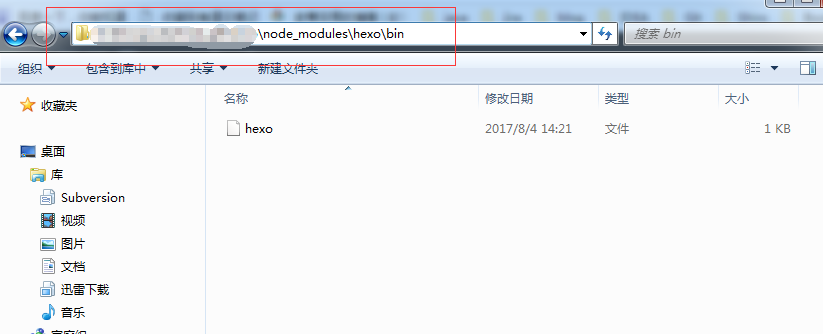 \node_modules\hexo\bin
搜索 bin
组织 包含到库中 共享 新建文件夹
收藏夹
桌面
库
Subversion
视频
图片
文档
迅雷下载
音乐
名称 修改日期 类型 大小
hexo 2017/8/4 14:21 文件 1 KB